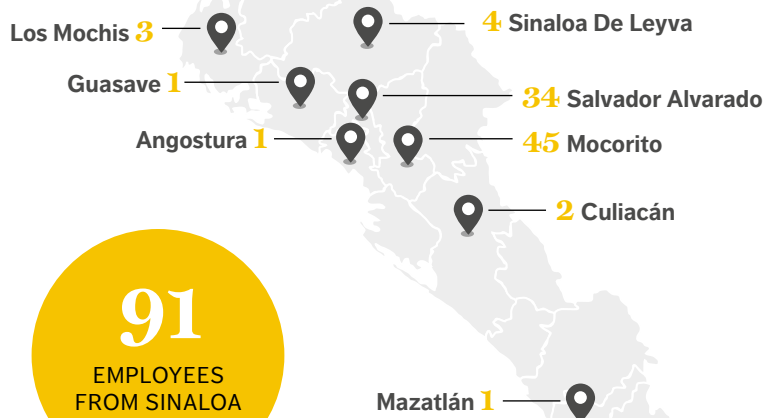 Los Mochis 3
4 Sinaloa De Leyva
Guasave 1
34 Salvador Alvarado
Angostura 1
45 Mocorito
2 Culiacán
91
EMPLOYEES
FROM SINALOA
Mazatlán 1